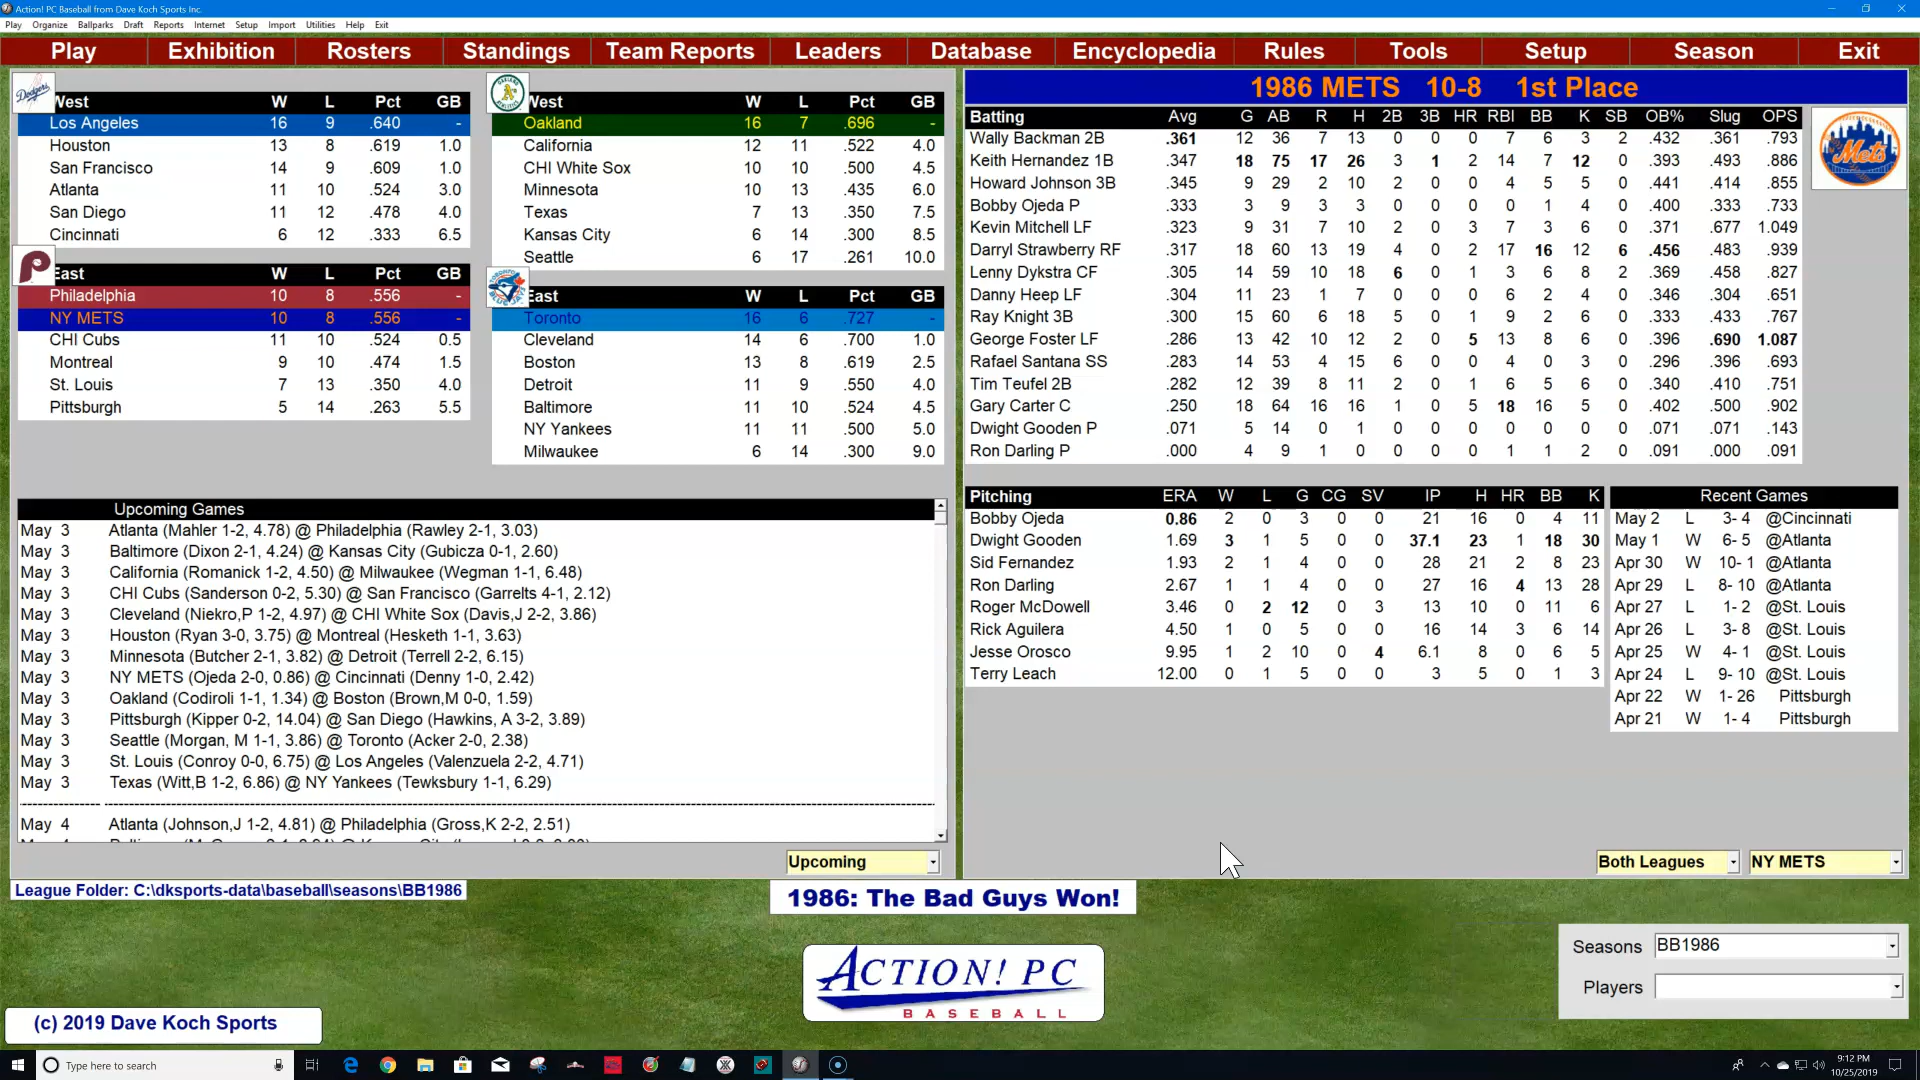 Action! PC Baseball from Dave Koch Sports Inc.
Play Organize Ballparks Draft Reports Internet Setup Import Utilities Help Exit
Play Exhibition Rosters Standings Team Reports Leaders Database Encyclopedia Rules Tools Setup Season Exit
Dodgers
West W L Pct GB
Los Angeles 16 9 .640 -
Houston 13 8 .619 1.0
San Francisco 14 9 .609 1.0
Atlanta 11 10 .524 3.0
San Diego 11 12 .478 4.0
Cincinnati 6 12 .333 6.5
P
East W L Pct GB
Philadelphia 10 8 .556 -
NY METS 10 8 .556 -
CHI Cubs 11 10 .524 0.5
Montreal 9 10 .474 1.5
St. Louis 7 13 .350 4.0
Pittsburgh 5 14 .263 5.5
A's
West W L Pct GB
Oakland 16 7 .696 -
California 12 11 .522 4.0
CHI White Sox 10 10 .500 4.5
Minnesota 10 13 .435 6.0
Texas 7 13 .350 7.5
Kansas City 6 14 .300 8.5
Seattle 6 17 .261 10.0
East W L Pct GB
Toronto 16 6 .727 -
Cleveland 14 6 .700 1.0
Boston 13 8 .619 2.5
Detroit 11 9 .550 4.0
Baltimore 11 10 .524 4.5
NY Yankees 11 11 .500 5.0
Milwaukee 6 14 .300 9.0
Upcoming Games
May 3 Atlanta (Mahler 1-2, 4.78) @ Philadelphia (Rawley 2-1, 3.03)
May 3 Baltimore (Dixon 2-1, 4.24) @ Kansas City (Gubicza 0-1, 2.60)
May 3 California (Romanick 1-2, 4.50) @ Milwaukee (Wegman 1-1, 6.48)
May 3 CHI Cubs (Sanderson 0-2, 5.30) @ San Francisco (Garrelts 4-1, 2.12)
May 3 Cleveland (Niekro,P 1-2, 4.97) @ CHI White Sox (Davis,J 2-2, 3.86)
May 3 Houston (Ryan 3-0, 3.75) @ Montreal (Hesketh 1-1, 3.63)
May 3 Minnesota (Butcher 2-1, 3.82) @ Detroit (Terrell 2-2, 6.15)
May 3 NY METS (Ojeda 2-0, 0.86) @ Cincinnati (Denny 1-0, 2.42)
May 3 Oakland (Codiroli 1-1, 1.34) @ Boston (Brown,M 0-0, 1.59)
May 3 Pittsburgh (Kipper 0-2, 14.04) @ San Diego (Hawkins, A 3-2, 3.89)
May 3 Seattle (Morgan, M 1-1, 3.86) @ Toronto (Acker 2-0, 2.38)
May 3 St. Louis (Conroy 0-0, 6.75) @ Los Angeles (Valenzuela 2-2, 4.71)
May 3 Texas (Witt,B 1-2, 6.86) @ NY Yankees (Tewksbury 1-1, 6.29)
May 4 Atlanta (Johnson,J 1-2, 4.81) @ Philadelphia (Gross,K 2-2, 2.51)
Upcoming
1986 METS 10-8 1st Place
Batting Avg G AB R H 2B 3B HR RBI BB K SB OB% Slug OPS
Wally Backman 2B .361 12 36 7 13 0 0 0 7 6 3 2 .432 .361 .793
Keith Hernandez 1B .347 18 75 17 26 3 1 2 14 7 12 0 .393 .493 .886
Howard Johnson 3B .345 9 29 2 10 2 0 0 4 5 5 0 .441 .414 .855
Bobby Ojeda P .333 3 9 3 3 0 0 0 0 1 4 0 .400 .333 .733
Kevin Mitchell LF .323 9 31 7 10 2 0 3 7 3 6 0 .371 .677 1.049
Darryl Strawberry RF .317 18 60 13 19 4 0 2 17 16 12 6 .456 .483 .939
Lenny Dykstra CF .305 14 59 10 18 6 0 1 3 6 8 2 .369 .458 .827
Danny Heep LF .304 11 23 1 7 0 0 0 6 2 4 0 .346 .304 .651
Ray Knight 3B .300 15 60 6 18 5 0 1 9 2 6 0 .333 .433 .767
George Foster LF .286 13 42 10 12 2 0 5 13 8 6 0 .396 .690 1.087
Rafael Santana SS .283 14 53 4 15 6 0 0 4 0 3 0 .296 .396 .693
Tim Teufel 2B .282 12 39 8 11 2 0 1 6 5 6 0 .340 .410 .751
Gary Carter C .250 18 64 16 16 1 0 5 18 16 5 0 .402 .500 .902
Dwight Gooden P .071 5 14 0 1 0 0 0 0 0 0 0 .071 .071 .143
Ron Darling P .000 4 9 1 0 0 0 0 1 1 2 0 .091 .000 .091
Mets
Pitching ERA W L G CG SV IP H HR BB K
Bobby Ojeda 0.86 2 0 3 0 0 21 16 0 4 11
Dwight Gooden 1.69 3 1 5 0 0 37.1 23 1 18 30
Sid Fernandez 1.93 2 1 4 0 0 28 21 2 8 23
Ron Darling 2.67 1 1 4 0 0 27 16 4 13 28
Roger McDowell 3.46 0 2 12 0 3 13 10 0 11 6
Rick Aguilera 4.50 1 0 5 0 0 16 14 3 6 14
Jesse Orosco 9.95 1 2 10 0 4 6.1 8 0 6 5
Terry Leach 12.00 0 1 5 0 0 3 5 0 1 3
Recent Games
May 2 L 3- 4 @Cincinnati
May 1 W 6- 5 @Atlanta
Apr 30 W 10- 1 @Atlanta
Apr 29 L 8- 10 @Atlanta
Apr 27 L 1- 2 @St. Louis
Apr 26 L 3- 8 @St. Louis
Apr 25 W 4- 1 @St. Louis
Apr 24 L 9- 10 @St. Louis
Apr 22 W 1- 26 Pittsburgh
Apr 21 W 1- 4 Pittsburgh
Both Leagues NY METS
League Folder: C:\dksports-data\baseball\seasons\BB1986
1986: The Bad Guys Won!
ACTION! PC
BASEBALL
Seasons BB1986
Players
(c) 2019 Dave Koch Sports
Type here to search
9:12 PM
10/25/2019